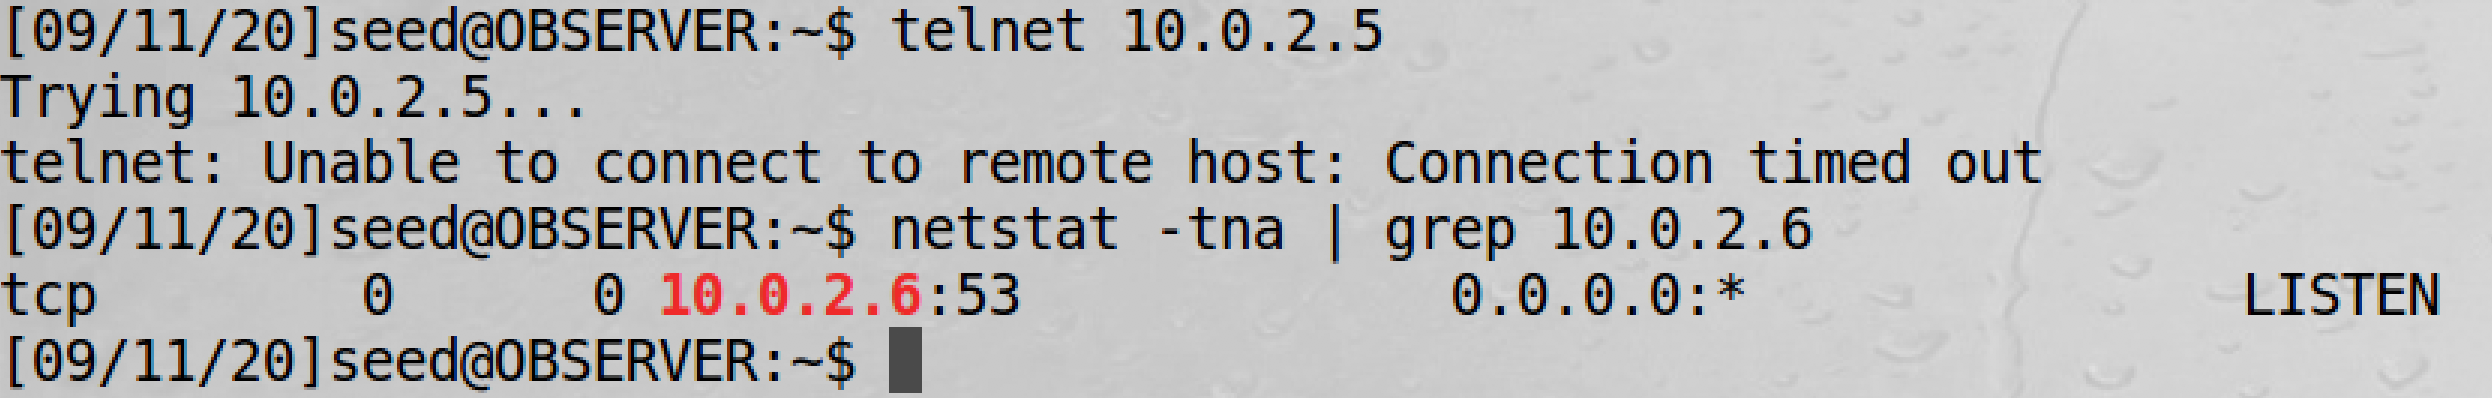 [09/11/20]seed@OBSERVER:~$ telnet 10.0.2.5
Trying 10.0.2.5...
telnet: Unable to connect to remote host: Connection timed out
[09/11/20]seed@OBSERVER:~$ netstat -tna | grep 10.0.2.6
tcp        0      0 10.0.2.6:53             0.0.0.0:*               LISTEN
[09/11/20]seed@OBSERVER:~$